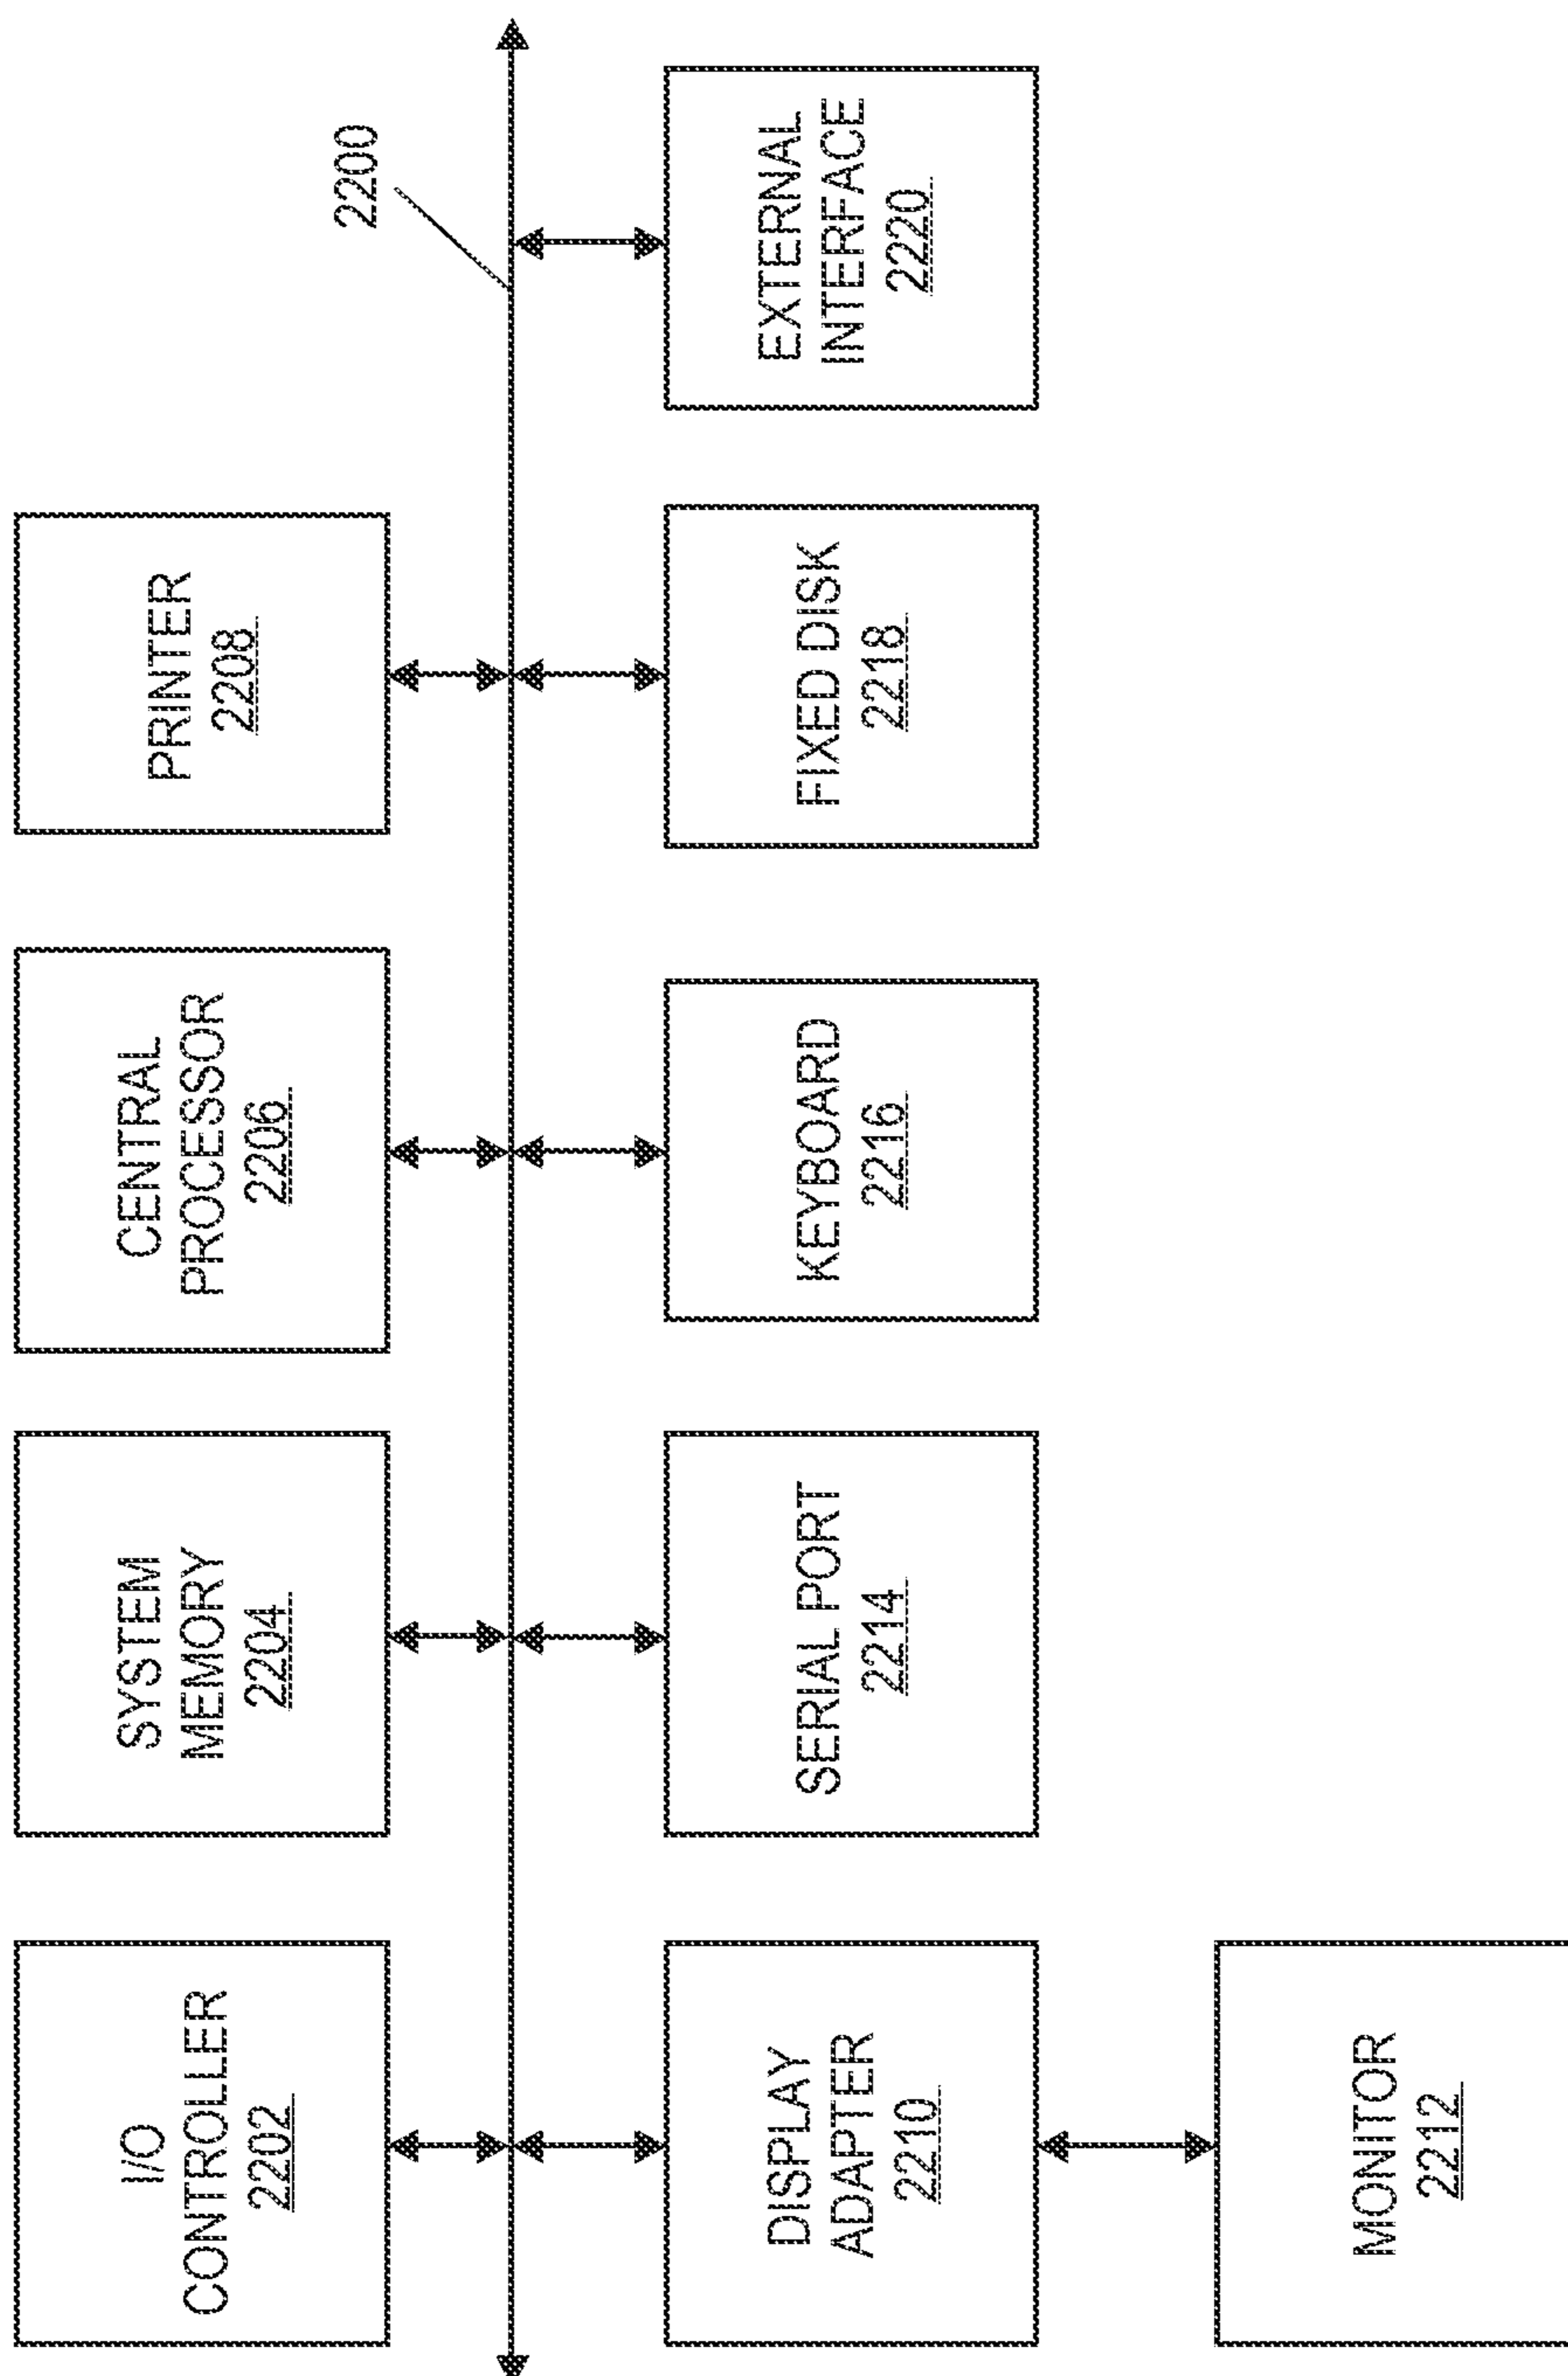 I/O
CONTROLLER
2202
SYSTEM
MEMORY
2204
CENTRAL
PROCESSOR
2206
PRINTER
2208
2200
DISPLAY
ADAPTER
2210
SERIAL PORT
2214
KEYBOARD
2216
FIXED DISK
2218
EXTERNAL
INTERFACE
2220
MONITOR
2212